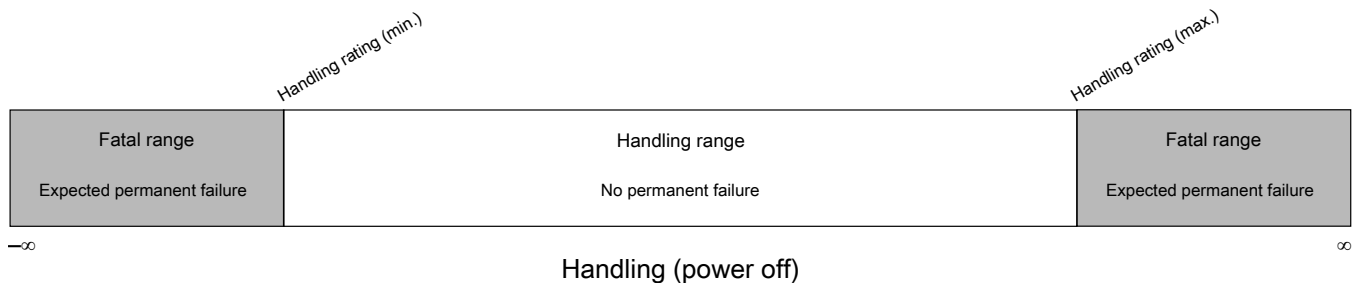 Handling rating (min.)
Handling rating (max.)
Fatal range
Handling range
Fatal range
Expected permanent failure
No permanent failure
Expected permanent failure
–∞
∞
Handling (power off)